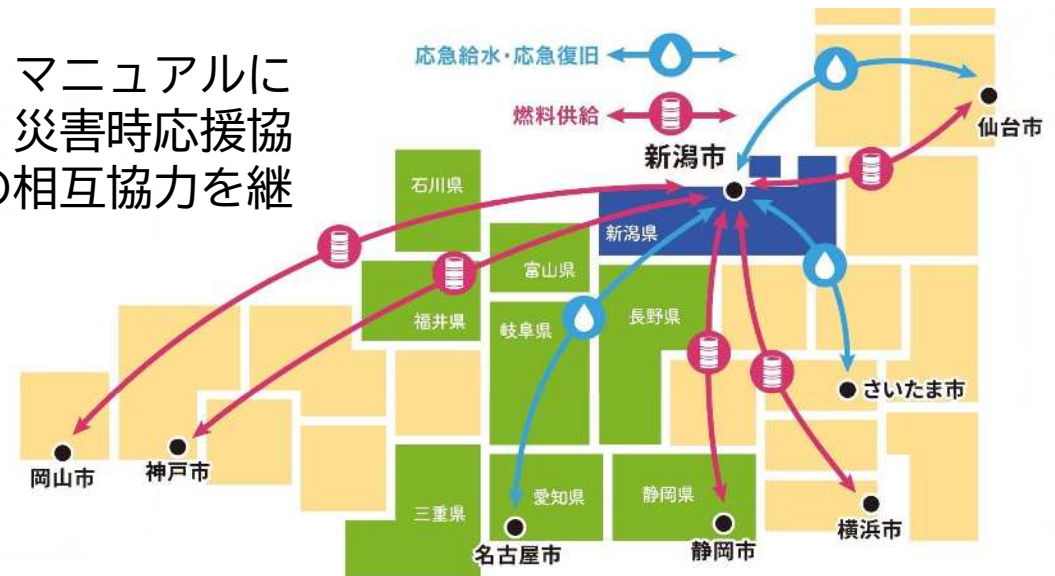 マニュアルに
災害時応援協
の相互協力を継
応急給水・応急復旧
燃料供給
新潟市
仙台市
石川県
新潟県
富山県
福井県
岐阜県
長野県
さいたま市
岡山市
神戸市
三重県
愛知県
静岡県
名古屋市
静岡市
横浜市